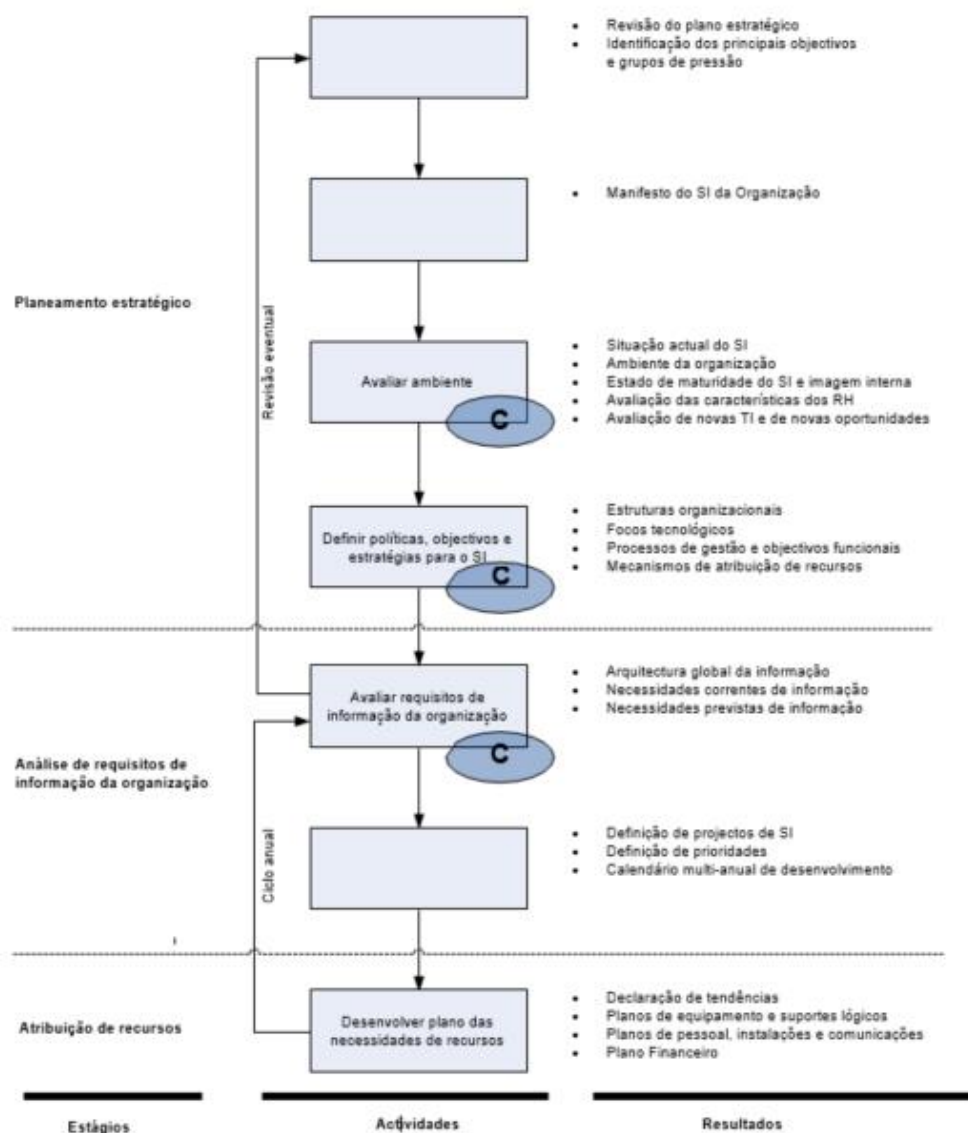 Revisão do plano estratégico
Identificação dos principais objectivos
e grupos de pressão
Manifesto do SI da Organização
Planeamento estratégico
Revisão eventual
Avaliar ambiente
C
Situação actual do SI
Ambiente da organização
Estado de maturidade do SI e imagem interna
Avaliação das características dos RH
Avaliação de novas TI e de novas oportunidades
Definir políticas, objectivos e
estratégias para o SI
C
Estruturas organizacionais
Focos tecnológicos
Processos de gestão e objectivos funcionais
Mecanismos de atribuição de recursos
Análise de requisitos de
informação da organização
Avaliar requisitos de
informação da organização
C
Arquitectura global da informação
Necessidades correntes de informação
Necessidades previstas de informação
Ciclo anual
Definição de projectos de SI
Definição de prioridades
Calendário multi-anual de desenvolvimento
Atribuição de recursos
Desenvolver plano das
necessidades de recursos
Declaração de tendências
Planos de equipamento e suportes lógicos
Planos de pessoal, instalações e comunicações
Plano Financeiro
Estágios
Actividades
Resultados